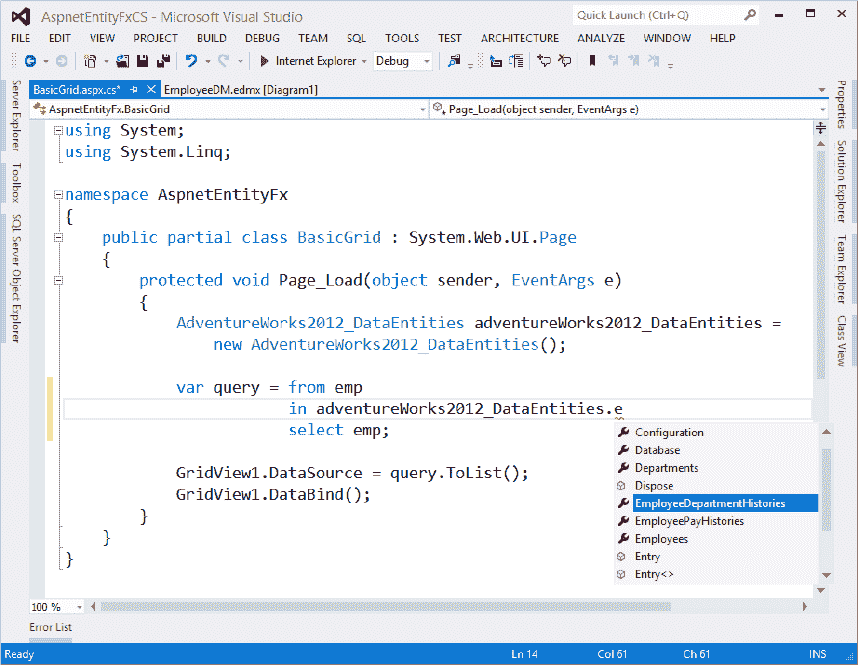 AspnetEntityFxCS - Microsoft Visual Studio
Quick Launch (Ctrl+Q)
FILE EDIT VIEW PROJECT BUILD DEBUG TEAM SQL TOOLS TEST ARCHITECTURE ANALYZE WINDOW HELP
Internet Explorer Debug
BasicGrid.aspx.cs* EmployeeDM.edmx [Diagram1]
AspnetEntityFx.BasicGrid Page_Load(object sender, EventArgs e)
Server Explorer
Toolbox
SQL Server Object Explorer
using System;
using System.Linq;
namespace AspnetEntityFx
{
public partial class BasicGrid : System.Web.UI.Page
{
protected void Page_Load(object sender, EventArgs e)
{
AdventureWorks2012_DataEntities adventureWorks2012_DataEntities =
new AdventureWorks2012_DataEntities();
var query = from emp
in adventureWorks2012_DataEntities.e
select emp;
GridView1.DataSource = query.ToList();
GridView1.DataBind();
}
}
}
Configuration
Database
Departments
Dispose
EmployeeDepartmentHistories
EmployeePayHistories
Employees
Entry
Entry<>
Properties
Solution Explorer
Team Explorer
Class View
100 %
Error List
Ready Ln 14 Col 61 Ch 61 INS